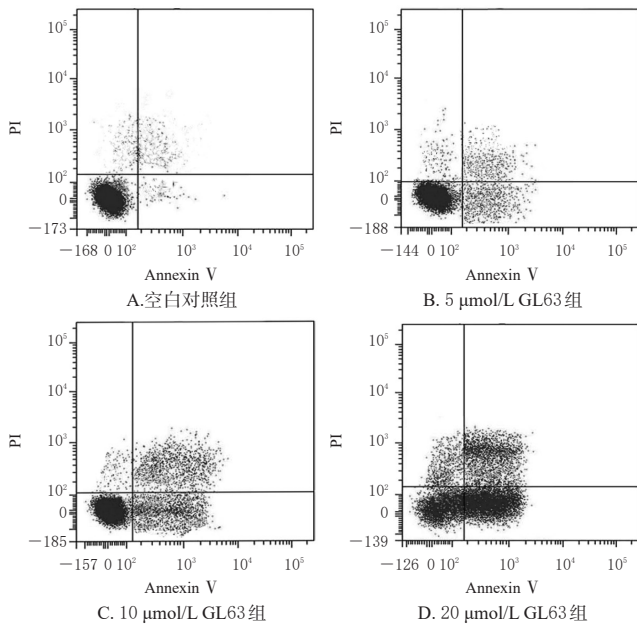 10⁵
10⁴
PI
10³
10²
0
−173
−168 0 10² 10³ 10⁴ 10⁵
Annexin V
A.空白对照组
10⁵
10⁴
PI
10³
10²
0
−188
−144 0 10² 10³ 10⁴ 10⁵
Annexin V
B. 5 μmol/L GL63组
10⁵
10⁴
PI
10³
10²
0
−185
−157 0 10² 10³ 10⁴ 10⁵
Annexin V
C. 10 μmol/L GL63组
10⁵
10⁴
PI
10³
10²
0
−139
−126 0 10² 10³ 10⁴ 10⁵
Annexin V
D. 20 μmol/L GL63组